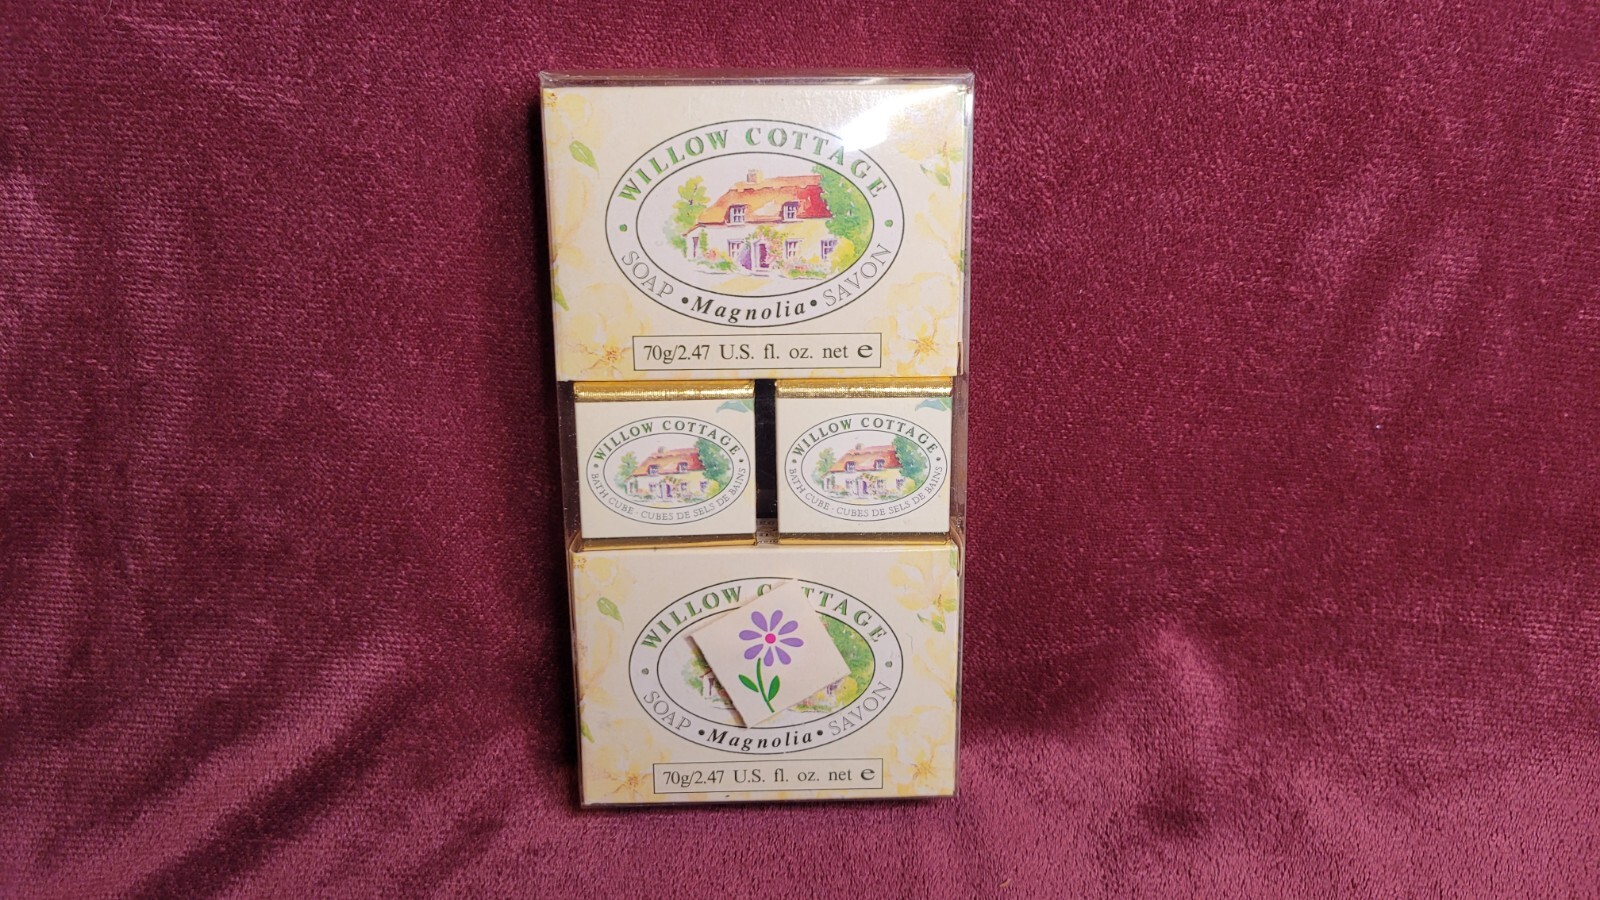 WILLOW COTTAGE
SOAP • Magnolia • SAVON
70g/2.47 U.S. fl. oz. net e
WILLOW COTTAGE
BATH CUBE · CUBES DE SELS DE BAINS
WILLOW COTTAGE
BATH CUBE · CUBES DE SELS DE BAINS
WILLOW C TTAGE
SOAP • Magnolia • SAVON
70g/2.47 U.S. fl. oz. net e